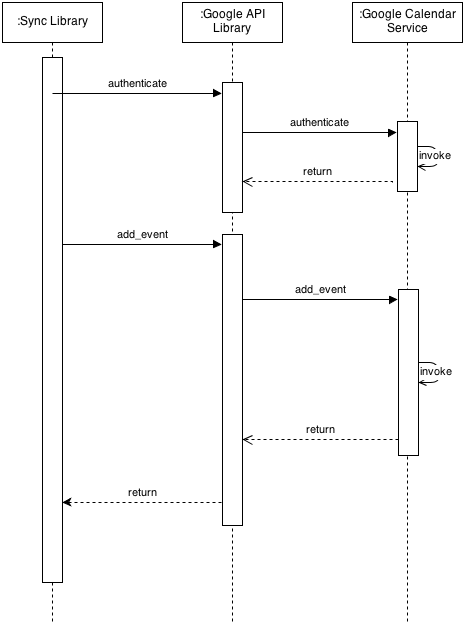 :Sync Library
:Google API
Library
:Google Calendar
Service
authenticate
authenticate
invoke
return
add_event
add_event
invoke
return
return